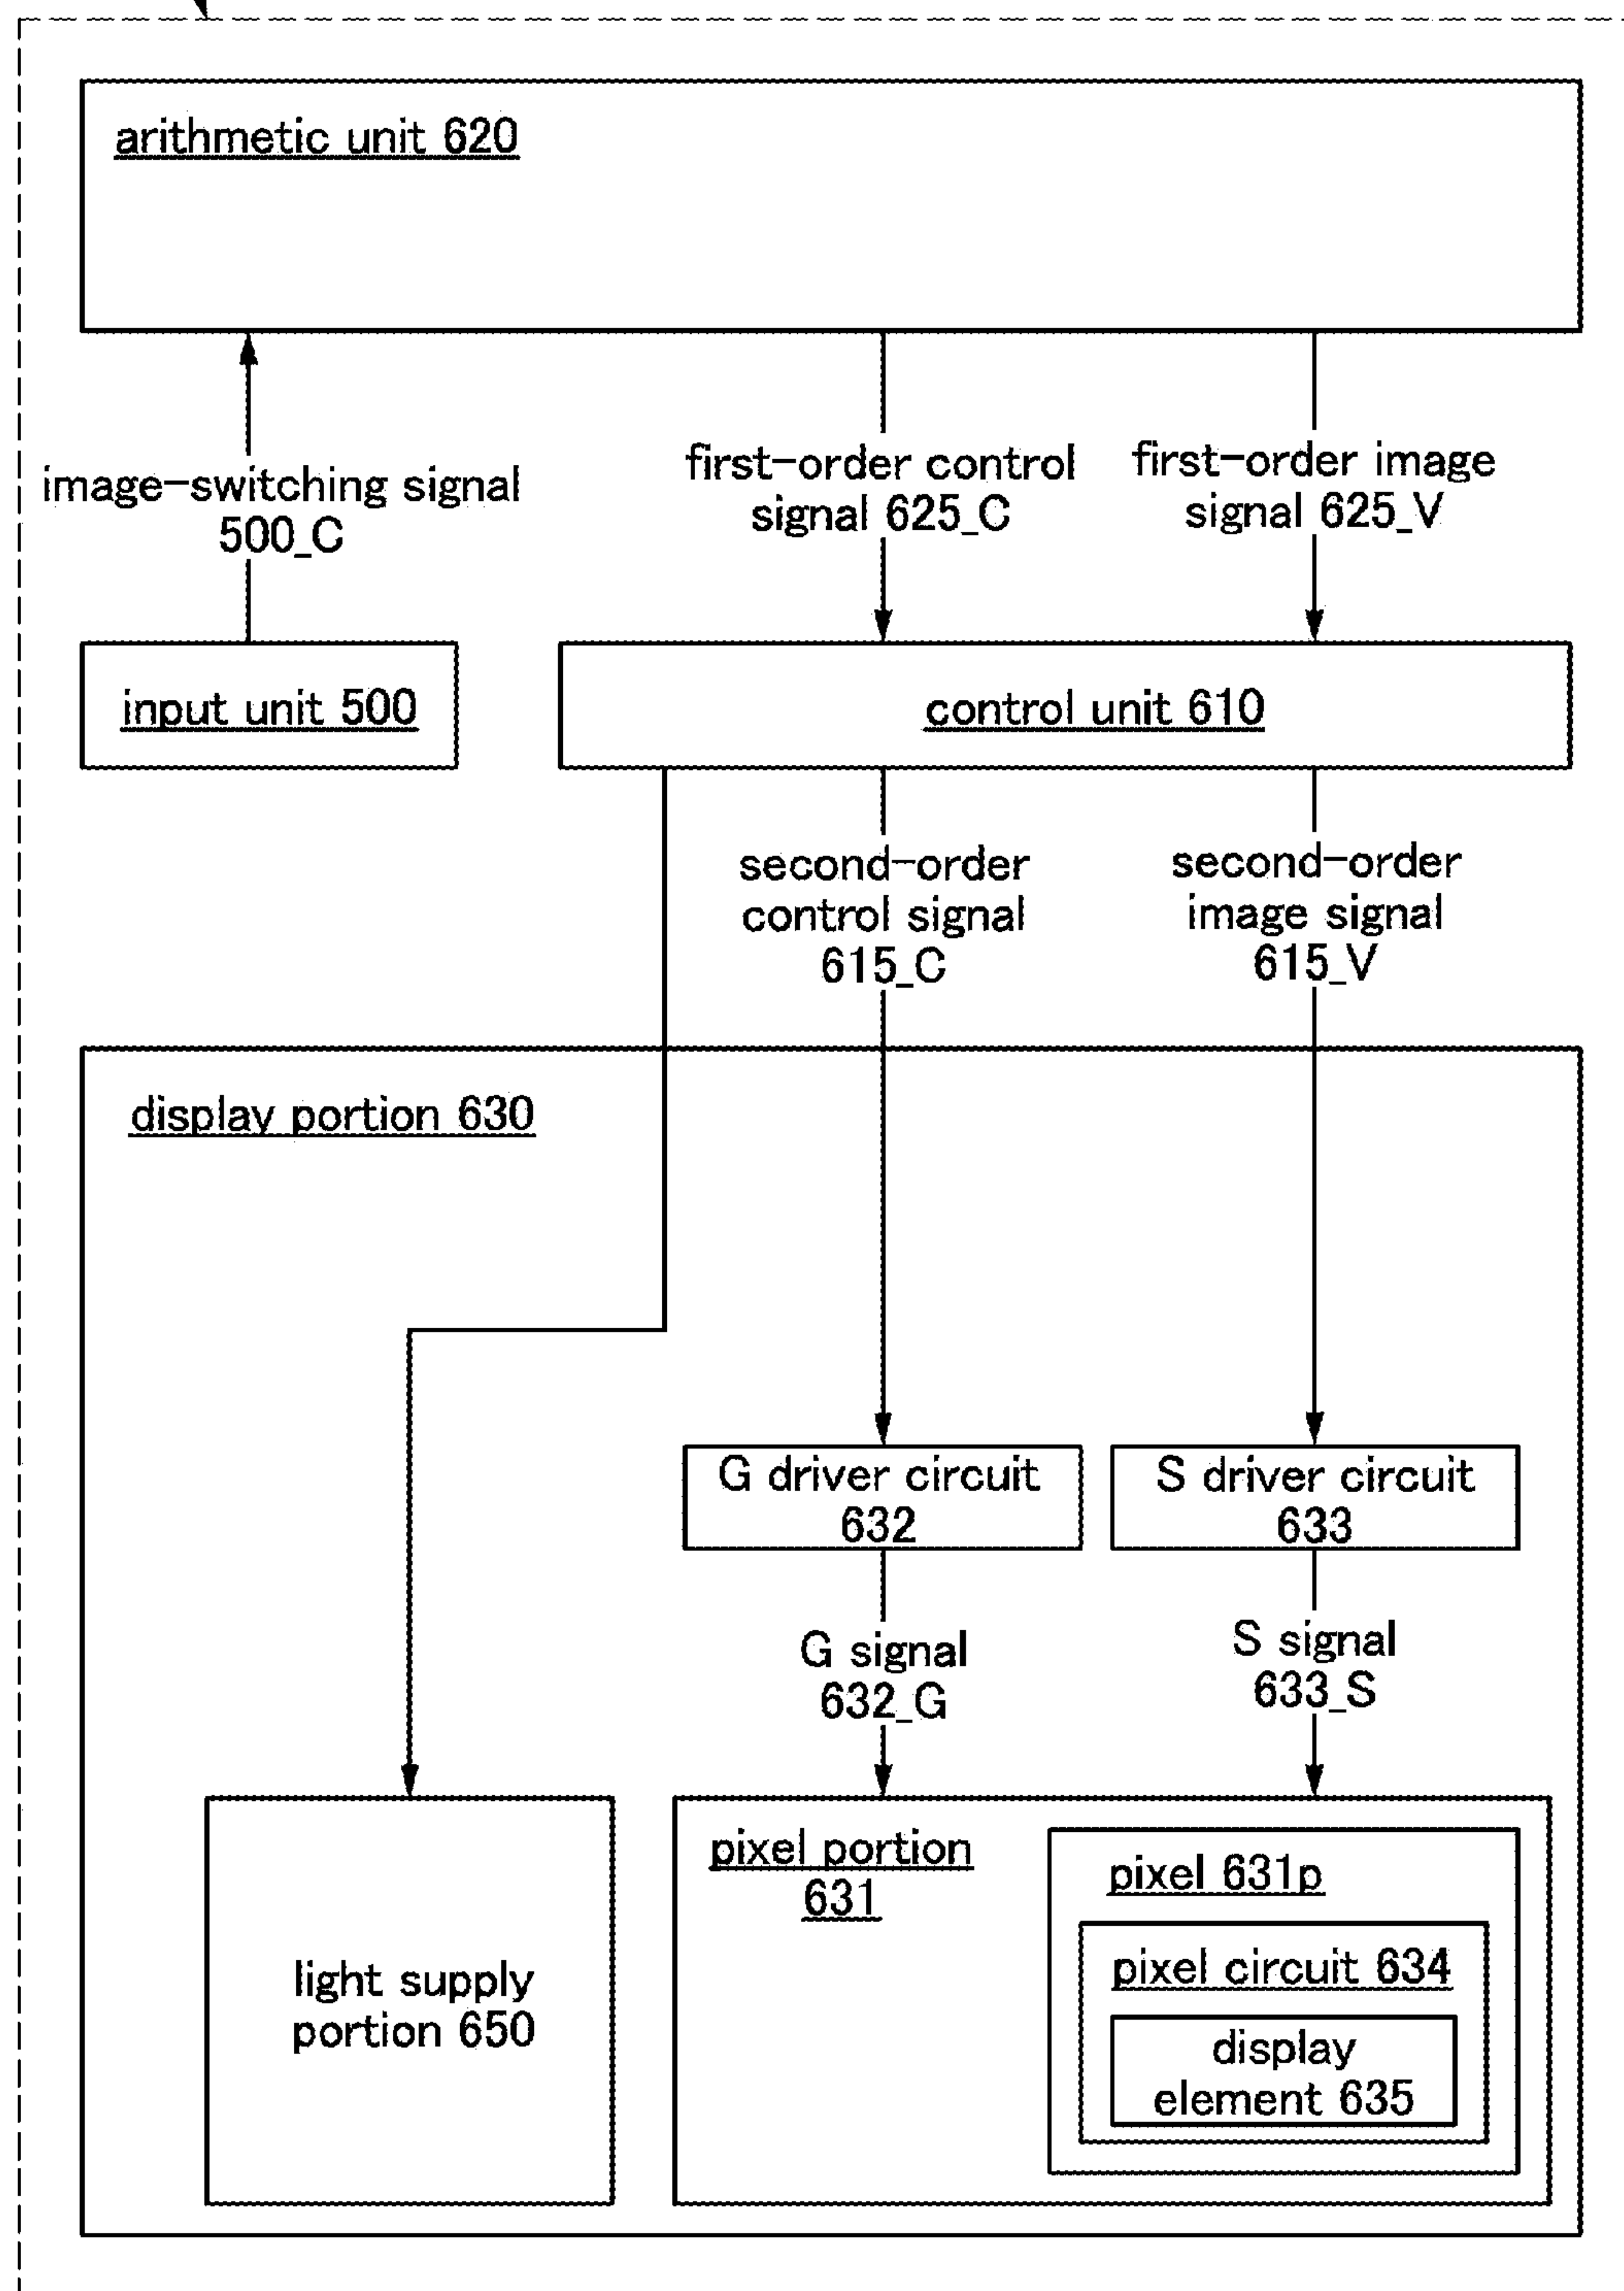 arithmetic unit 620
image-switching signal
500_C
first-order control
signal 625_C
first-order image
signal 625_V
input unit 500
control unit 610
second-order
control signal
615_C
second-order
image signal
615_V
display portion 630
G driver circuit
632
S driver circuit
633
G signal
632_G
S signal
633_S
light supply
portion 650
pixel portion
631
pixel 631p
pixel circuit 634
display
element 635